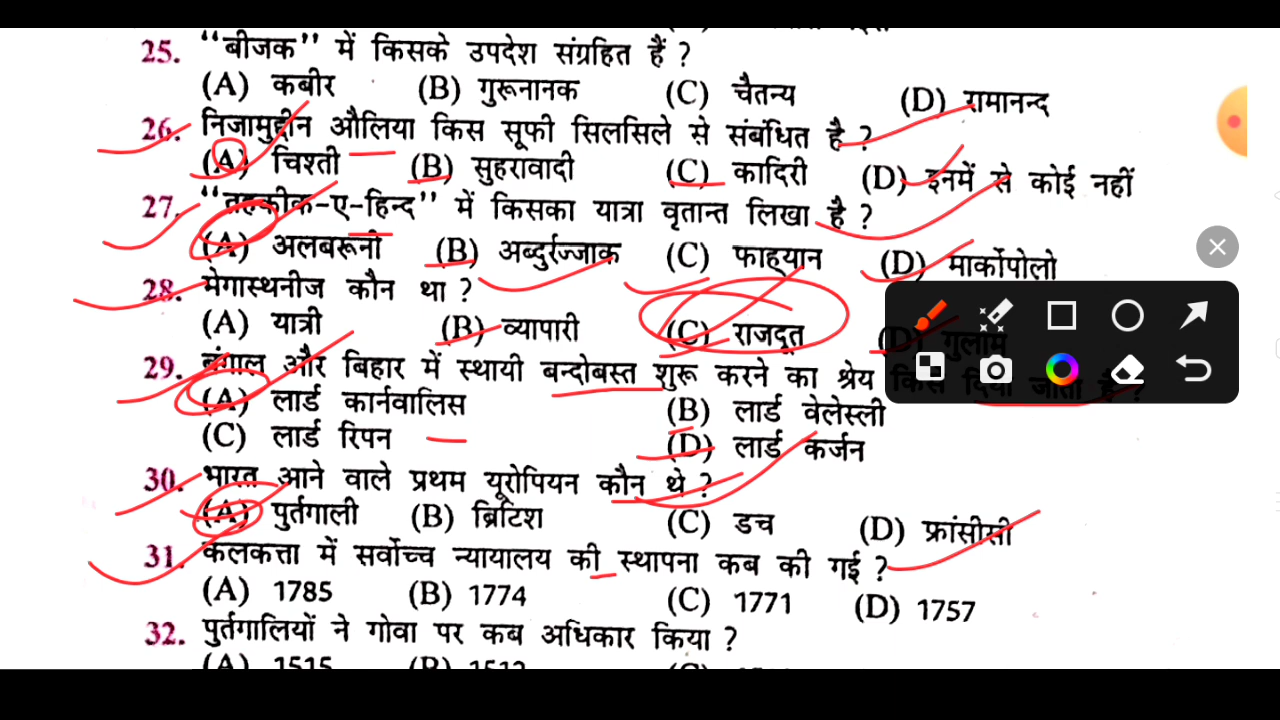 25. “बीजक” में किसके उपदेश संग्रहित हैं ?
(A) कबीर (B) गुरूनानक (C) चैतन्य (D) रामानन्द
26. निजामुद्दीन औलिया किस सूफी सिलसिले से संबंधित है ?
(A) चिश्ती (B) सुहरावादी (C) कादिरी (D) इनमें से कोई नहीं
27. “तहकीक-ए-हिन्द” में किसका यात्रा वृतान्त लिखा है ?
(A) अलबरूनी (B) अब्दुर्रज्जाक (C) फाह्यान (D) मार्कोपोलो
28. मेगास्थनीज कौन था ?
(A) यात्री (B) व्यापारी (C) राजदूत (D) गुलाम
29. बंगाल और बिहार में स्थायी बन्दोबस्त शुरू करने का श्रेय किसे दिया जाता है ?
(A) लार्ड कार्नवालिस (B) लार्ड वेलेस्ली
(C) लार्ड रिपन (D) लार्ड कर्जन
30. भारत आने वाले प्रथम यूरोपियन कौन थे ?
(A) पुर्तगाली (B) ब्रिटिश (C) डच (D) फ्रांसीसी
31. कलकत्ता में सर्वोच्च न्यायालय की स्थापना कब की गई ?
(A) 1785 (B) 1774 (C) 1771 (D) 1757
32. पुर्तगालियों ने गोवा पर कब अधिकार किया ?
(A) 1515 (B) 1512 (C)